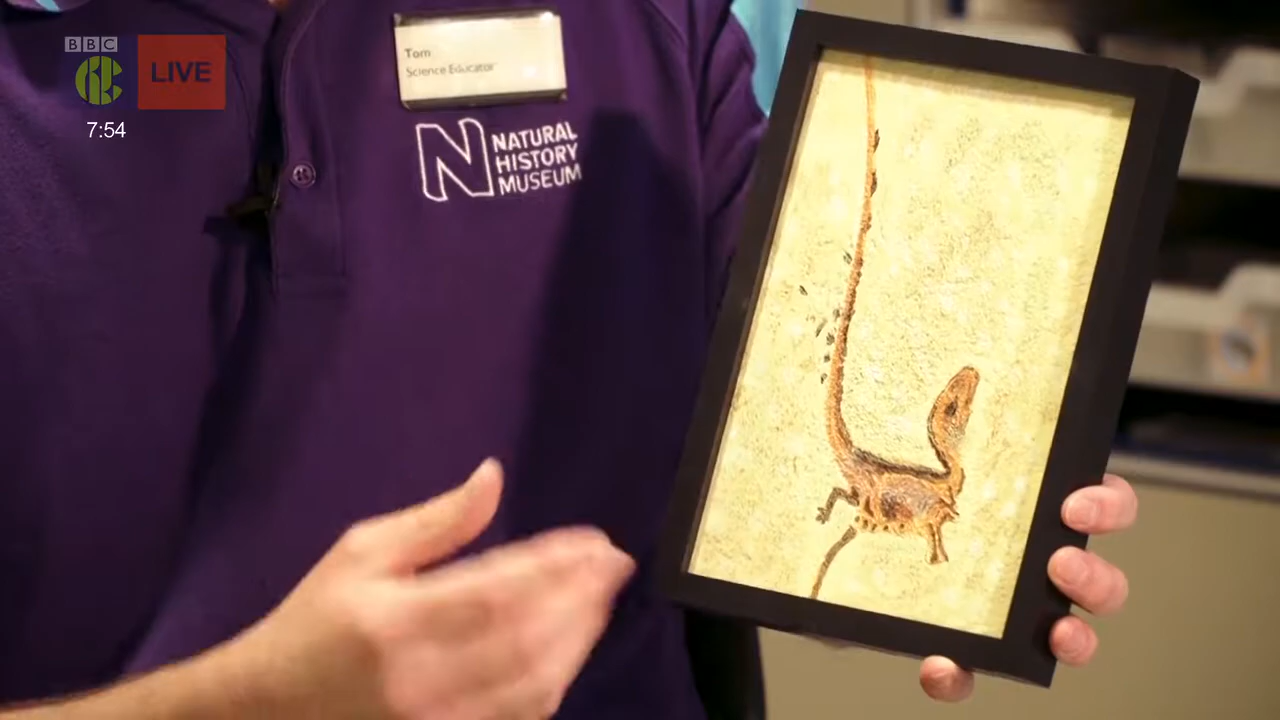 BBC
LIVE
7:54
Tom
Science Educator
NATURAL
HISTORY
MUSEUM